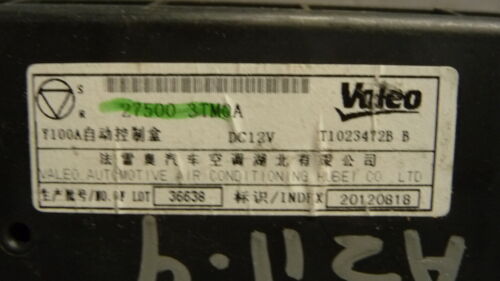 S
R
27500 3TM0A
Valeo
Y100A自动控制盒 DC12V T1023472B B
法雷奥汽车空调湖北有限公司
VALEO AUTOMOTIVE AIR CONDITIONING HUBEI CO., LTD
生产批号/NO.OF LOT 36638 标识/INDEX 20120818
A211.4